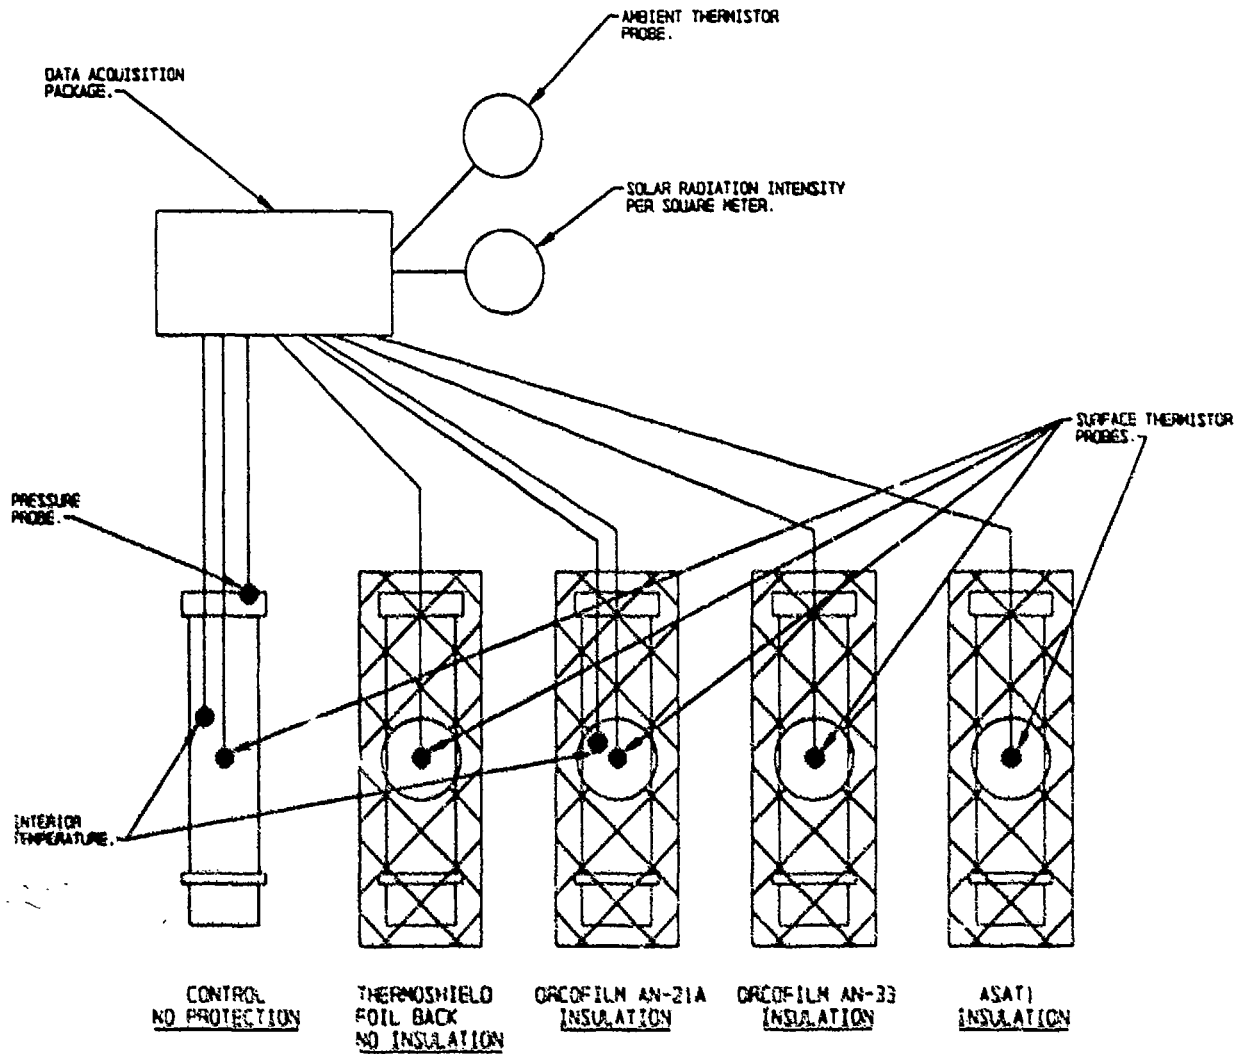 AMBIENT THERMISTOR
PROBE.
DATA ACQUISITION
PACKAGE.
SOLAR RADIATION INTENSITY
PER SQUARE METER.
SURFACE THERMISTOR
PROBES.
PRESSURE
PROBE.
INTERIOR
TEMPERATURE.
CONTROL
NO PROTECTION
THERMOSHIELD
FOIL BACK
NO INSULATION
ORCOFILM AN-21A
INSULATION
ORCOFILM AN-33
INSULATION
ASATI
INSULATION